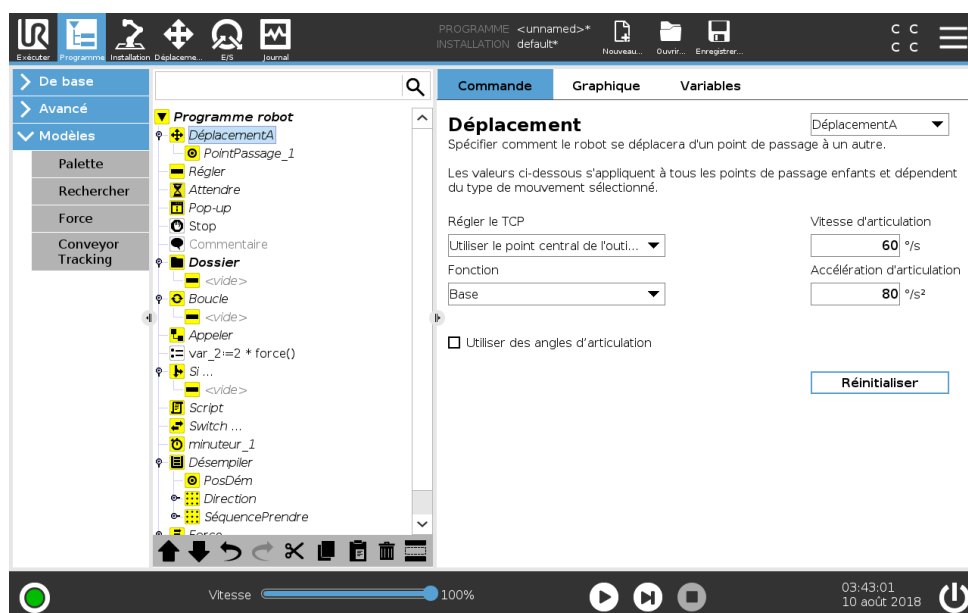 UR
PROGRAMME <unnamed>*
INSTALLATION default*
Exécuter Programme Installation Déplaceme... E/S Journal
Nouveau... Ouvrir... Enregistrer...
C C
C C
De base
Avancé
Modèles
Palette
Rechercher
Force
Conveyor
Tracking
Programme robot
DéplacementA
PointPassage_1
Régler
Attendre
Pop-up
Stop
Commentaire
Dossier
<vide>
Boucle
<vide>
Appeler
var_2:=2 * force()
Si ...
<vide>
Script
Switch ...
minuteur_1
Désempiler
PosDém
Direction
SéquencePrendre
Force
Commande Graphique Variables
Déplacement
DéplacementA
Spécifier comment le robot se déplacera d'un point de passage à un autre.
Les valeurs ci-dessous s'appliquent à tous les points de passage enfants et dépendent
du type de mouvement sélectionné.
Régler le TCP
Vitesse d'articulation
Utiliser le point central de l'outi...
60 °/s
Fonction
Accélération d'articulation
Base
80 °/s²
Utiliser des angles d’articulation
Réinitialiser
Vitesse 100%
03:43:01
10 août 2018